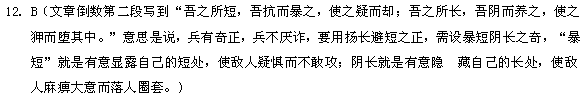 12. B（文章倒数第二段写到“吾之所短，吾抗而暴之，使之疑而却；吾之所长，吾阴而养之，使之
狎而堕其中。”意思是说，兵有奇正，兵不厌诈，要用扬长避短之正，需设暴短阴长之奇，“暴
短”就是有意显露自己的短处，使敌人疑惧而不敢攻；阴长就是有意隐 藏自己的长处，使敌
人麻痹大意而落人圈套。）